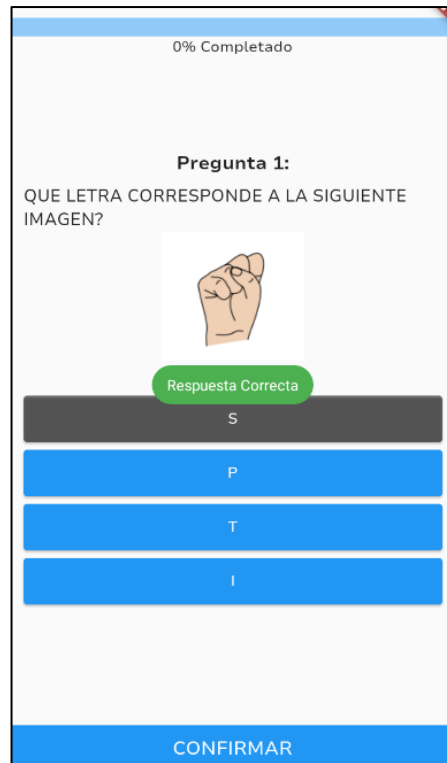 0% Completado
Pregunta 1:
QUE LETRA CORRESPONDE A LA SIGUIENTE
IMAGEN?
Respuesta Correcta
S
P
T
I
CONFIRMAR